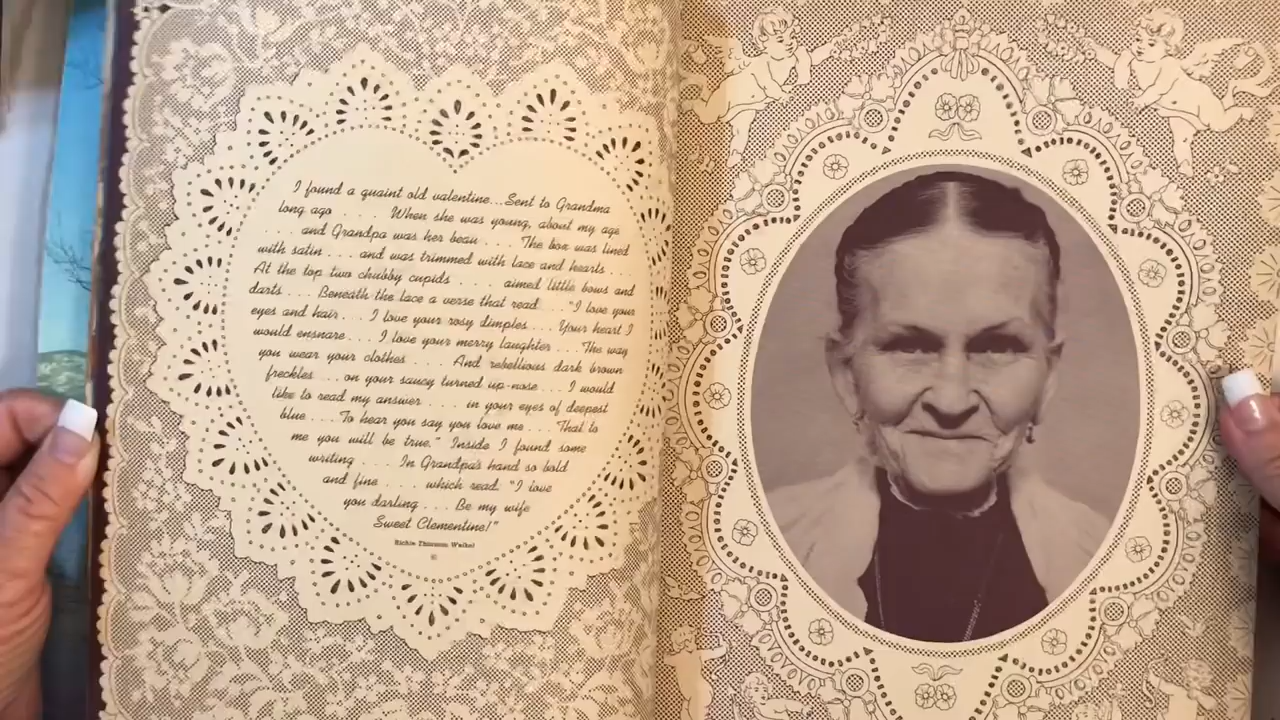 I found a quaint old valentine...Sent to Grandma
long ago . . . . When she was young, about my age
. . . . and Grandpa was her beau . . . . The box was lined
with satin . . . and was trimmed with lace and hearts . . . .
At the top two chubby cupids . . . . aimed little bows and
darts . . . . Beneath the lace a verse that read . . . "I love your
eyes and hair . . . I love your rosy dimples . . . . Your heart I
would ensnare . . . I love your merry laughter . . . The way
you wear your clothes . . . . And rebellious dark brown
freckles . . . on your saucy turned up-nose . . . . I would
like to read my answer . . . . in your eyes of deepest
blue . . . . To hear you say you love me . . . That to
me you will be true." Inside I found some
writing . . . . In Grandpa's hand so bold
and fine . . . . which read "I love
you darling . . . . Be my wife
Sweet Clementine!"
Richie Thornton Weikel
©